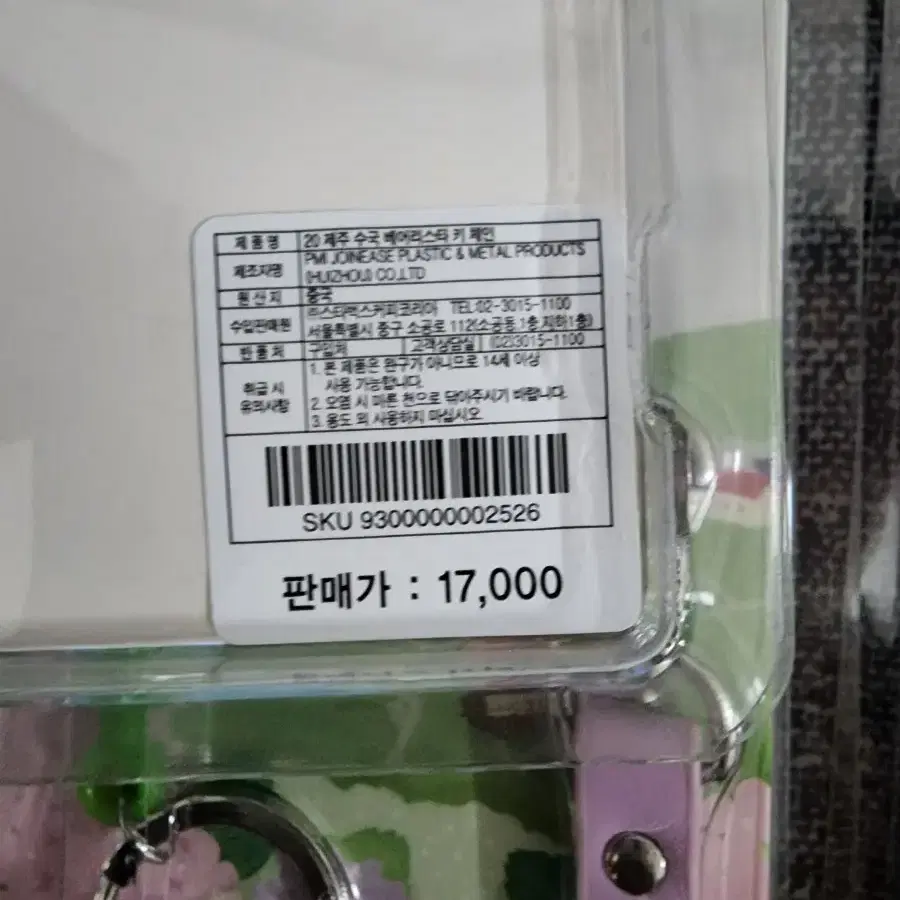 제품명 20 제주 수국 베어리스타 키 체인
제조자명 PMI JOINEASE PLASTIC & METAL PRODUCTS
(HUIZHOU) CO.,LTD
원산지 중국
수입판매원 ㈜스타벅스커피코리아 TEL:02-3015-1100
서울특별시 중구 소공로 112(소공동,1층 지하1층)
반품처 구입처 고객상담실 (02)3015-1100
취급 시 유의사항 1. 본 제품은 완구가 아니므로 14세 이상
사용 가능합니다.
2. 오염 시 마른 천으로 닦아주시기 바랍니다.
3. 용도 외 사용하지 마십시오
SKU 9300000002526
판매가 : 17,000